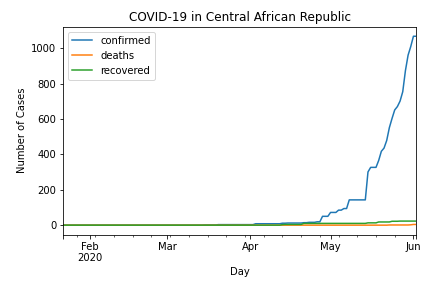 COVID-19 in Central African Republic
confirmed
deaths
recovered
Number of Cases
1000
800
600
400
200
0
Feb
2020
Mar
Apr
May
Jun
Day